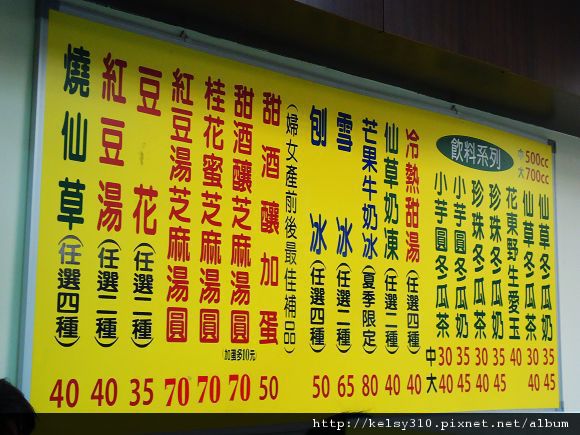 燒仙草(任選四種) 40
紅豆湯(任選二種) 40
豆花(任選二種) 35
紅豆湯芝麻湯圓 70
桂花蜜芝麻湯圓 70
甜酒釀芝麻湯圓 70
(加蛋多10元)
甜酒釀加蛋 50
(婦女產前後最佳補品)
刨冰(任選四種) 50
雪冰(任選二種) 65
芒果牛奶冰(夏季限定) 80
仙草奶凍(任選二種) 40
冷熱甜湯(任選四種) 40
飲料系列
中500cc
大700cc
小芋圓冬瓜茶
小芋圓冬瓜奶
珍珠冬瓜茶
珍珠冬瓜奶
花東野生愛玉
仙草冬瓜茶
仙草冬瓜奶
中 30 35 30 35 40 30 35
大 40 45 40 45 40 45
http://kelsy310.pixnet.net/album